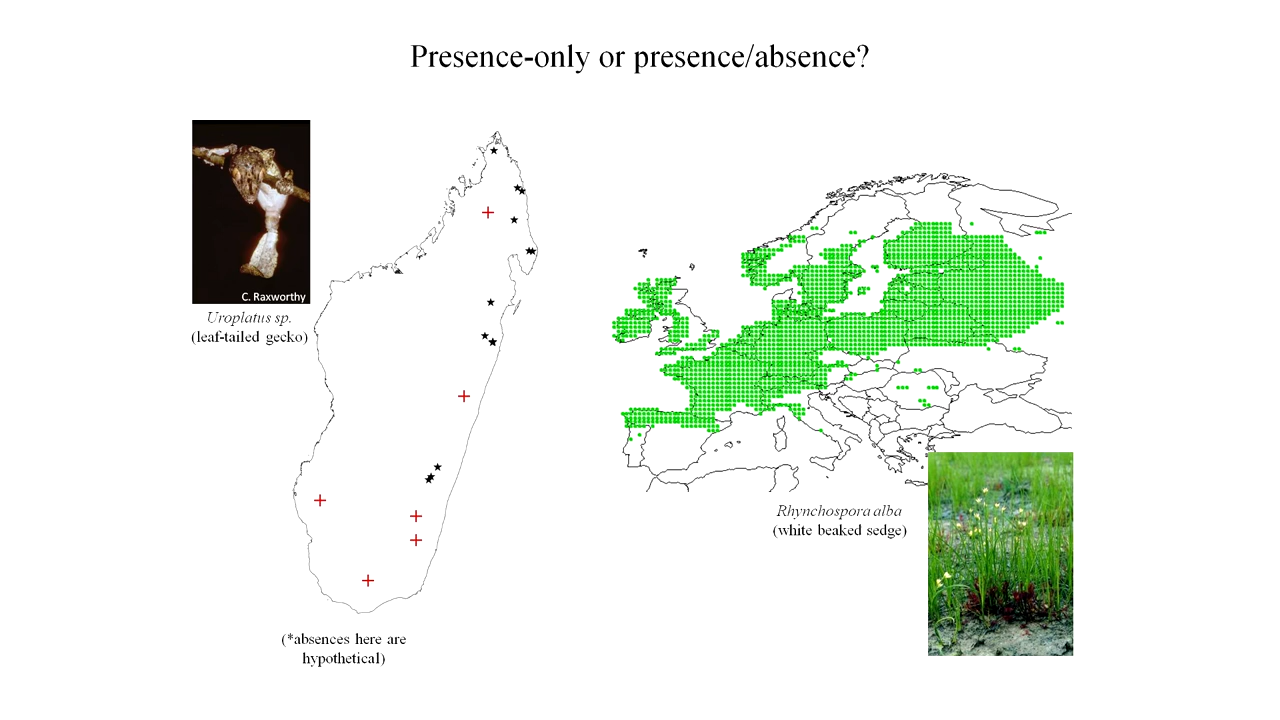 Presence-only or presence/absence?
C. Raxworthy
Uroplatus sp.
(leaf-tailed gecko)
Rhynchospora alba
(white beaked sedge)
(*absences here are
hypothetical)